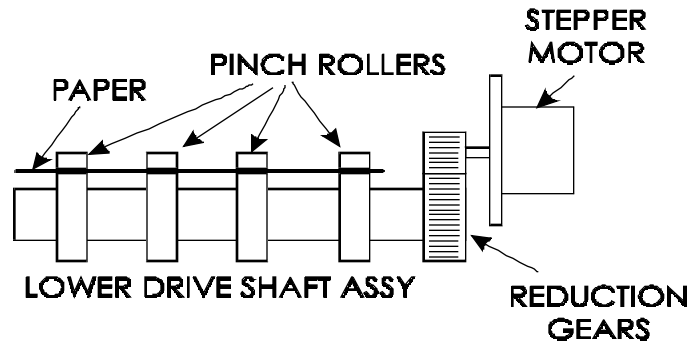 STEPPER
MOTOR
PINCH ROLLERS
PAPER
LOWER DRIVE SHAFT ASSY
REDUCTION
GEARS